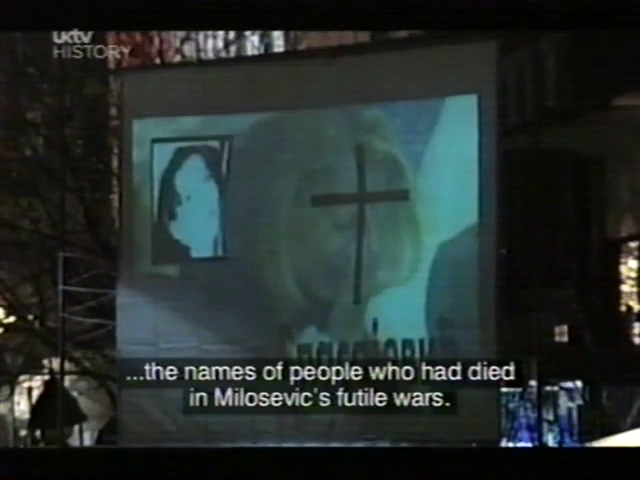 uktv
HISTORY
...the names of people who had died
in Milosevic's futile wars.